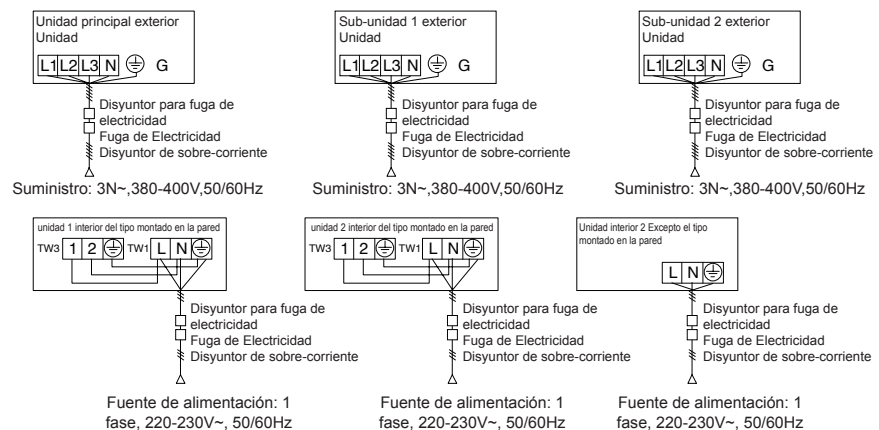 Unidad principal exterior
Unidad
L1 L2 L3 N G
Disyuntor para fuga de
electricidad
Fuga de Electricidad
Disyuntor de sobre-corriente
Suministro: 3N~,380-400V,50/60Hz
Sub-unidad 1 exterior
Unidad
L1 L2 L3 N G
Disyuntor para fuga de
electricidad
Fuga de Electricidad
Disyuntor de sobre-corriente
Suministro: 3N~,380-400V,50/60Hz
Sub-unidad 2 exterior
Unidad
L1 L2 L3 N G
Disyuntor para fuga de
electricidad
Fuga de Electricidad
Disyuntor de sobre-corriente
Suministro: 3N~,380-400V,50/60Hz
unidad 1 interior del tipo montado en la pared
TW3 1 2 TW1 L N
Disyuntor para fuga de
electricidad
Fuga de Electricidad
Disyuntor de sobre-corriente
Fuente de alimentación: 1
fase, 220-230V~, 50/60Hz
unidad 2 interior del tipo montado en la pared
TW3 1 2 TW1 L N
Disyuntor para fuga de
electricidad
Fuga de Electricidad
Disyuntor de sobre-corriente
Fuente de alimentación: 1
fase, 220-230V~, 50/60Hz
Unidad interior 2 Excepto el tipo
montado en la pared
L N
Disyuntor para fuga de
electricidad
Fuga de Electricidad
Disyuntor de sobre-corriente
Fuente de alimentación: 1
fase, 220-230V~, 50/60Hz